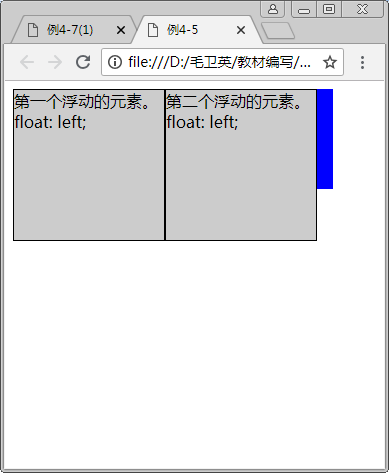 例4-7(1)
例4-5
file:///D:/毛卫英/教材编写/...
第一个浮动的元素。
float: left;
第二个浮动的元素。
float: left;